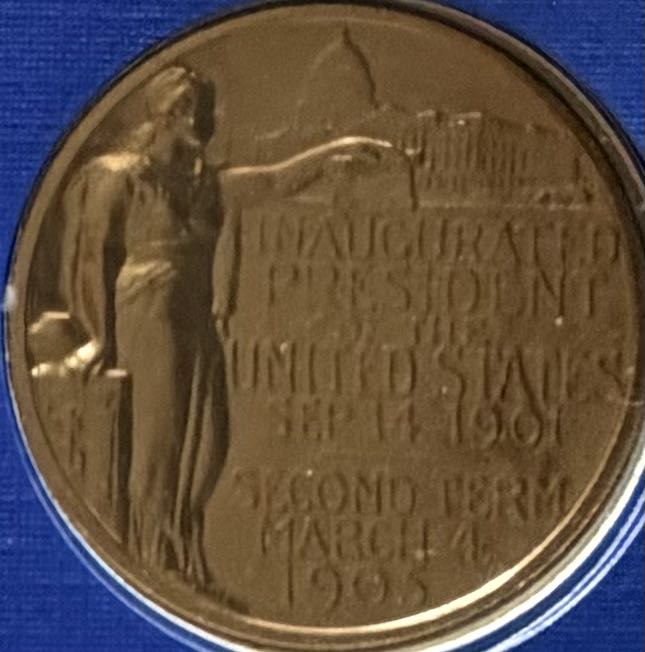 INAUGURATED
PRESIDENT
OF THE
UNITED STATES
SEP 14 1901
SECOND TERM
MARCH 4,
1905